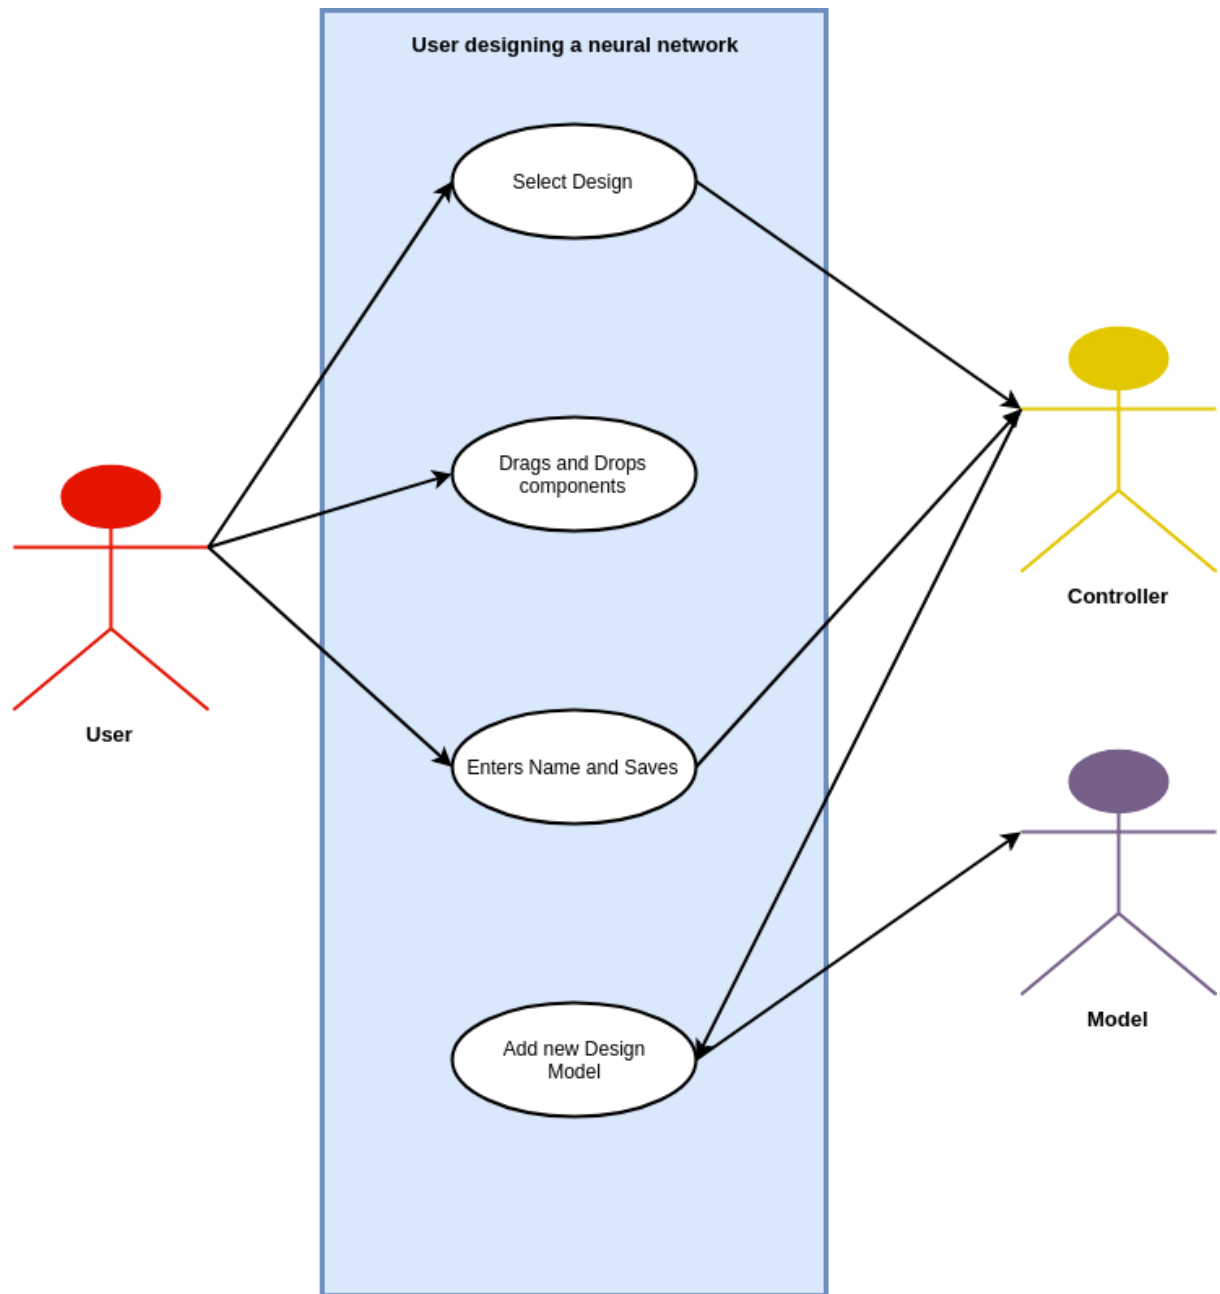 User designing a neural network
Select Design
Drags and Drops
components
Enters Name and Saves
Add new Design
Model
User
Controller
Model